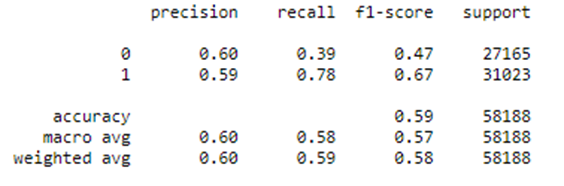 precision recall f1-score support
0 0.60 0.39 0.47 27165
1 0.59 0.78 0.67 31023
accuracy 0.59 58188
macro avg 0.60 0.58 0.57 58188
weighted avg 0.60 0.59 0.58 58188